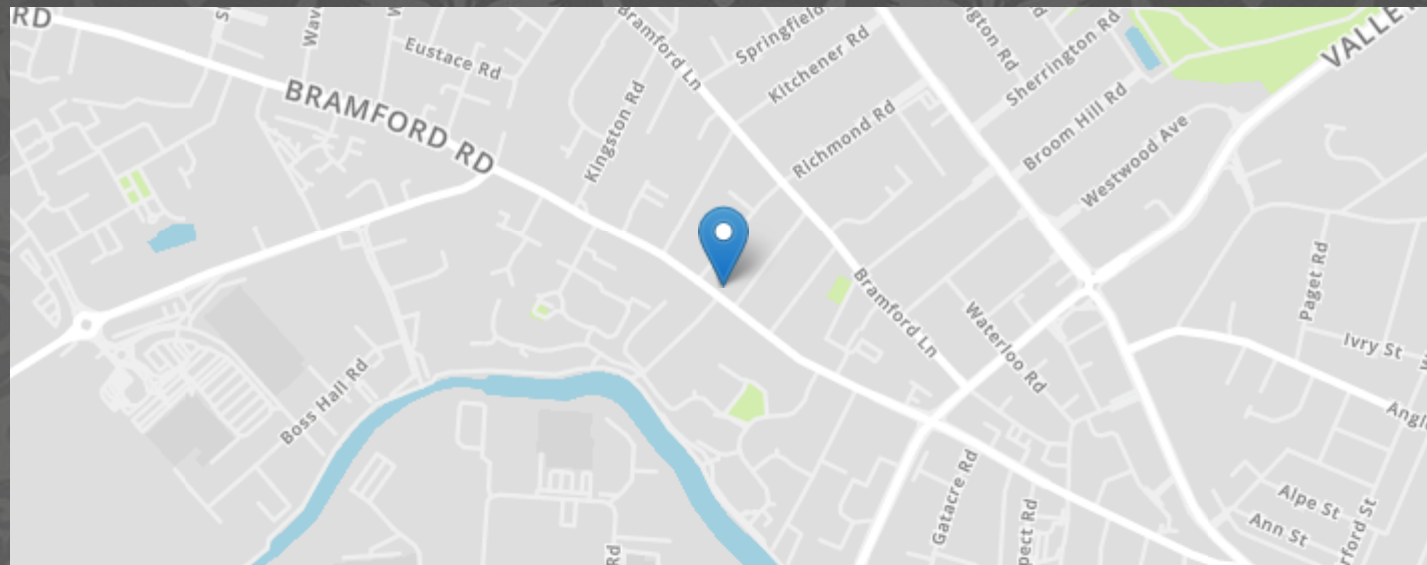 RD
Eustace Rd
BRAMFORD RD
Kingston Rd
Bramford Ln
Springfield
Kitchener Rd
Richmond Rd
Sherrington Rd
Broom Hill Rd
Westwood Ave
Paget Rd
Ivry St
Bramford Ln
Waterloo Rd
Boss Hall Rd
Gatacre Rd
Rd
Alpe St
Ann St